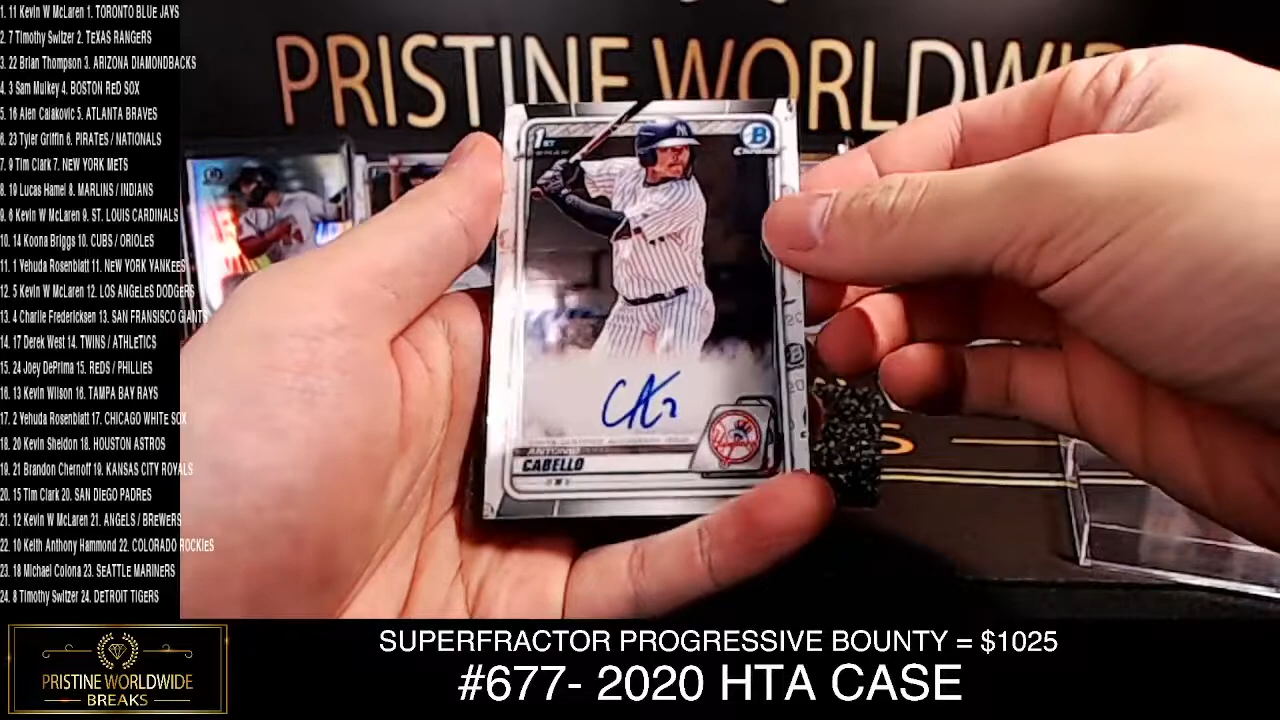 1. 11 Kevin W McLaren 1. TORONTO BLUE JAYS
2. 7 Timothy Switzer 2. TEXAS RANGERS
3. 22 Brian Thompson 3. ARIZONA DIAMONDBACKS
4. 3 Sam Mulkey 4. BOSTON RED SOX
5. 16 Alen Calakovic 5. ATLANTA BRAVES
6. 23 Tyler Griffin 6. PIRATEs / NATIONALS
7. 9 Tim Clark 7. NEW YORK METS
8. 19 Lucas Hamel 8. MARLINS / INDIANS
9. 6 Kevin W McLaren 9. ST. LOUIS CARDINALS
10. 14 Koona Briggs 10. CUBS / ORIOLES
11. 1 Yehuda Rosenblatt 11. NEW YORK YANKEES
12. 5 Kevin W McLaren 12. LOS ANGELES DODGERS
13. 4 Charlie Fredericksen 13. SAN FRANSISCO GIANTS
14. 17 Derek West 14. TWINS / ATHLETICS
15. 24 Joey DePrima 15. REDS / PHILLIES
16. 13 Kevin Wilson 16. TAMPA BAY RAYS
17. 2 Yehuda Rosenblatt 17. CHICAGO WHITE SOX
18. 20 Kevin Sheldon 18. HOUSTON ASTROS
19. 21 Brandon Chernoff 19. KANSAS CITY ROYALS
20. 15 Tim Clark 20. SAN DIEGO PADRES
21. 12 Kevin W McLaren 21. ANGELS / BREWERS
22. 10 Keith Anthony Hammond 22. COLORADO ROCKIES
23. 18 Michael Colona 23. SEATTLE MARINERS
24. 8 Timothy Switzer 24. DETROIT TIGERS
PRISTINE WORLDWIDE
1ST
B
Chrome
ANTONIO
CABELLO
PRISTINE WORLDWIDE
BREAKS
SUPERFRACTOR PROGRESSIVE BOUNTY = $1025
#677- 2020 HTA CASE